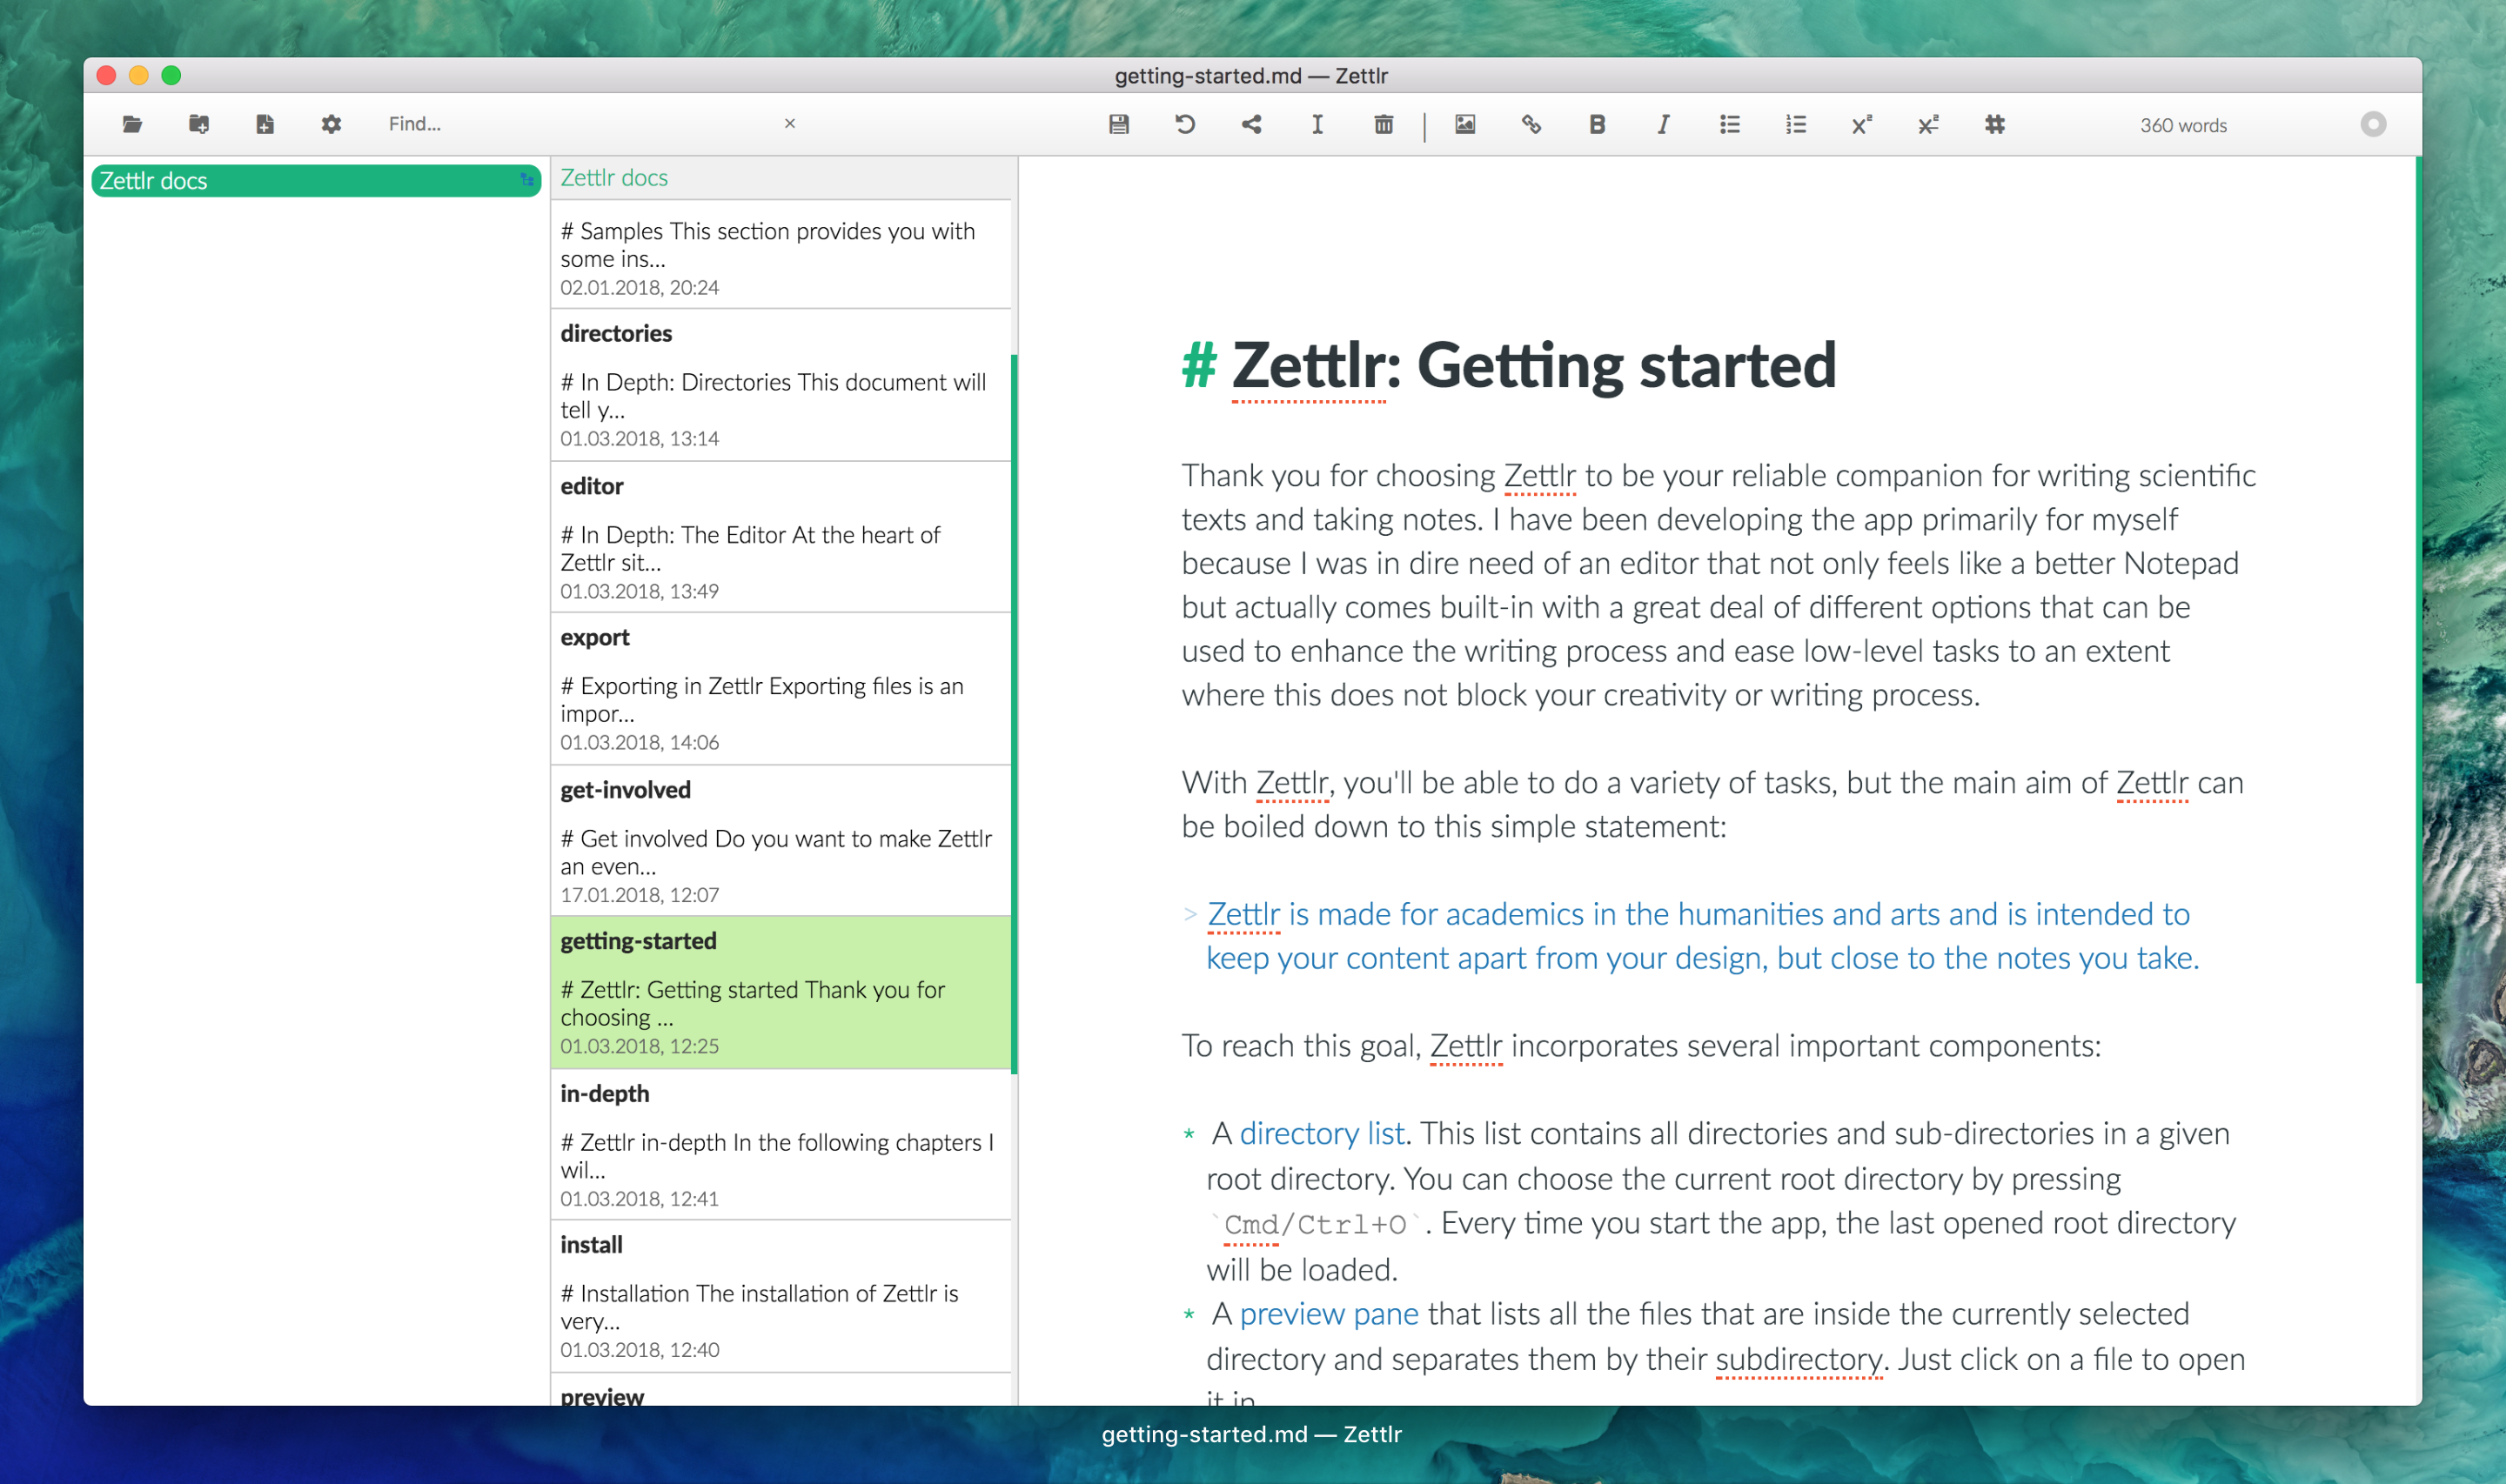 getting-started.md — Zettlr
Find...
360 words
Zettlr docs
Zettlr docs
# Samples This section provides you with
some ins...
02.01.2018, 20:24
directories
# In Depth: Directories This document will
tell y...
01.03.2018, 13:14
editor
# In Depth: The Editor At the heart of
Zettlr sit...
01.03.2018, 13:49
export
# Exporting in Zettlr Exporting files is an
impor...
01.03.2018, 14:06
get-involved
# Get involved Do you want to make Zettlr
an even...
17.01.2018, 12:07
getting-started
# Zettlr: Getting started Thank you for
choosing ...
01.03.2018, 12:25
in-depth
# Zettlr in-depth In the following chapters I
wil...
01.03.2018, 12:41
install
# Installation The installation of Zettlr is
very...
01.03.2018, 12:40
preview
# Zettlr: Getting started
Thank you for choosing Zettlr to be your reliable companion for writing scientific
texts and taking notes. I have been developing the app primarily for myself
because I was in dire need of an editor that not only feels like a better Notepad
but actually comes built-in with a great deal of different options that can be
used to enhance the writing process and ease low-level tasks to an extent
where this does not block your creativity or writing process.
With Zettlr, you'll be able to do a variety of tasks, but the main aim of Zettlr can
be boiled down to this simple statement:
> Zettlr is made for academics in the humanities and arts and is intended to
keep your content apart from your design, but close to the notes you take.
To reach this goal, Zettlr incorporates several important components:
* A directory list. This list contains all directories and sub-directories in a given
root directory. You can choose the current root directory by pressing
`Cmd/Ctrl+O`. Every time you start the app, the last opened root directory
will be loaded.
* A preview pane that lists all the files that are inside the currently selected
directory and separates them by their subdirectory. Just click on a file to open
it in
getting-started.md — Zettlr